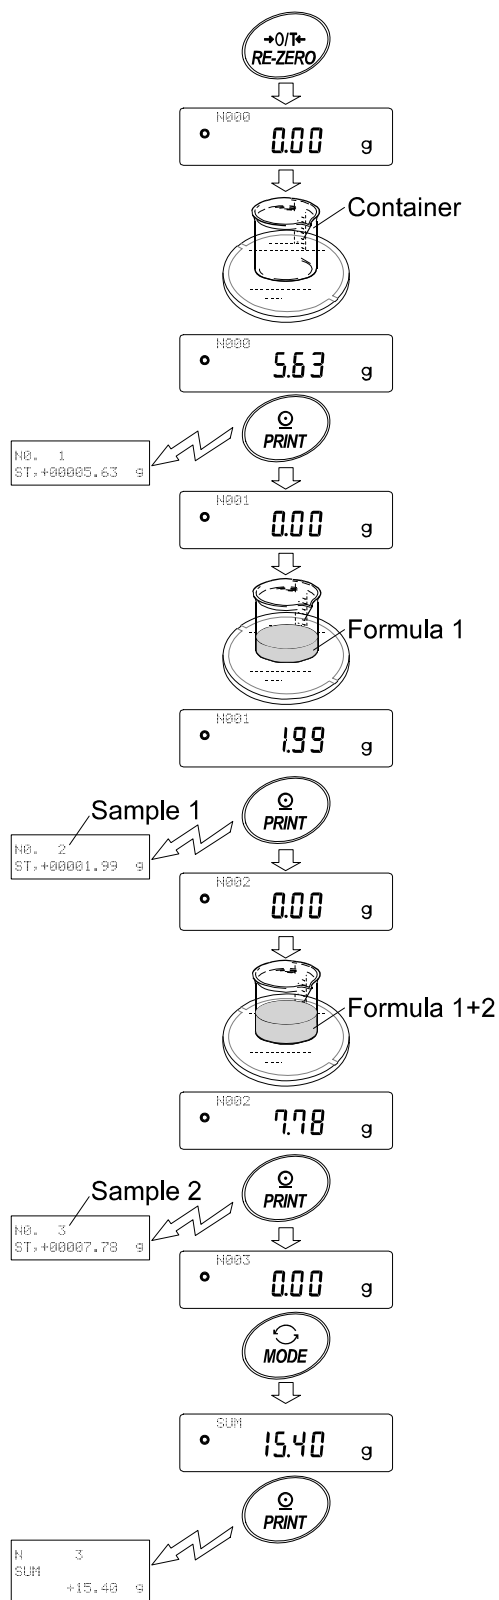 →0/T←
RE-ZERO
N000
0.00 g
Container
N000
5.63 g
PRINT
N0. 1
ST,+00005.63 g
N001
0.00 g
Formula 1
N001
1.99 g
PRINT
Sample 1
N0. 2
ST,+00001.99 g
N002
0.00 g
Formula 1+2
N002
7.78 g
PRINT
Sample 2
N0. 3
ST,+00007.78 g
N003
0.00 g
MODE
SUM
15.40 g
PRINT
N 3
SUM
+15.40 g